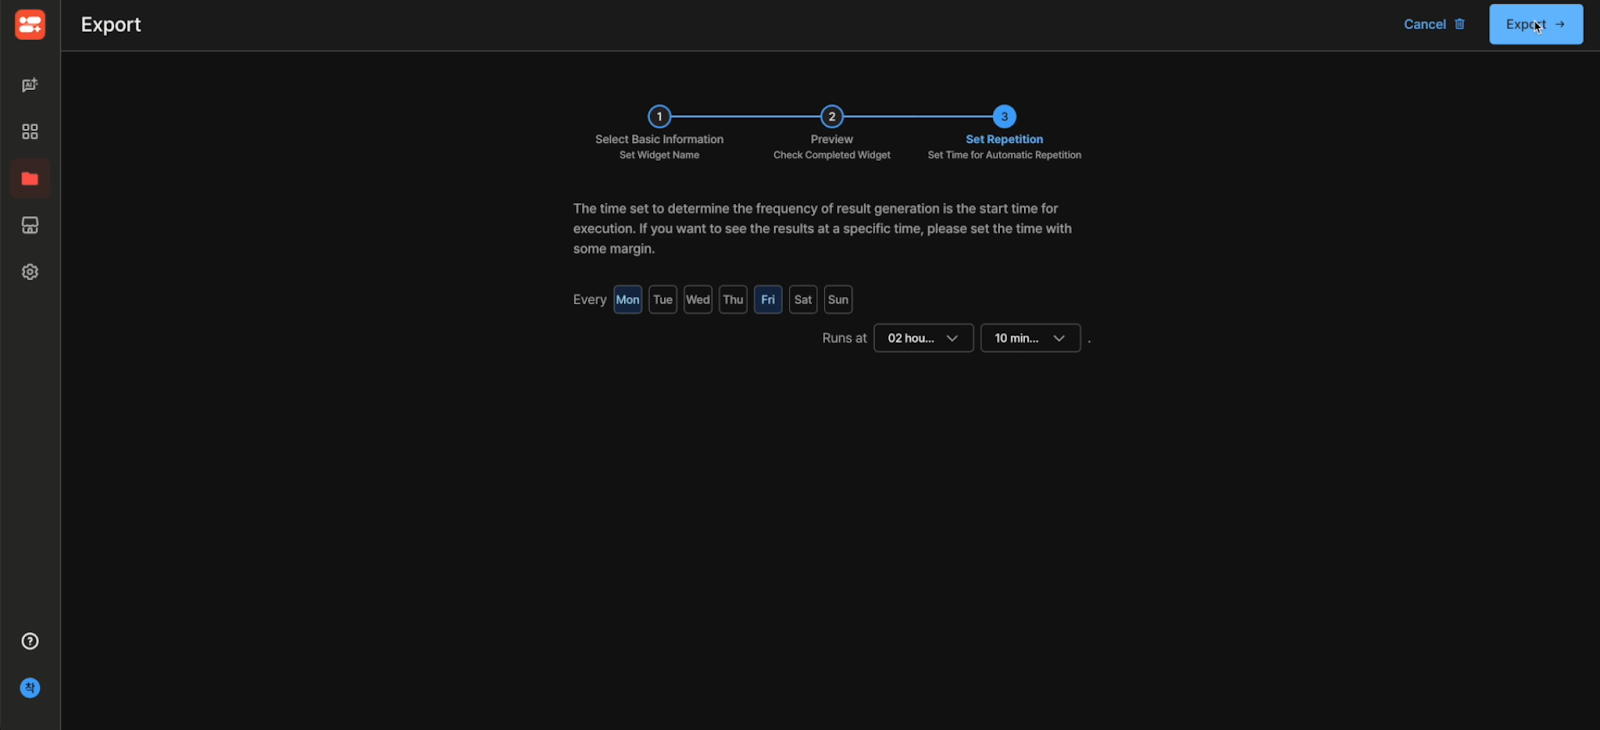 Export
Cancel
Export →
1
2
3
Select Basic Information
Preview
Set Repetition
Set Widget Name
Check Completed Widget
Set Time for Automatic Repetition
The time set to determine the frequency of result generation is the start time for
execution. If you want to see the results at a specific time, please set the time with
some margin.
Every Mon Tue Wed Thu Fri Sat Sun
Runs at 02 hou... 10 min... .
AI
?
착